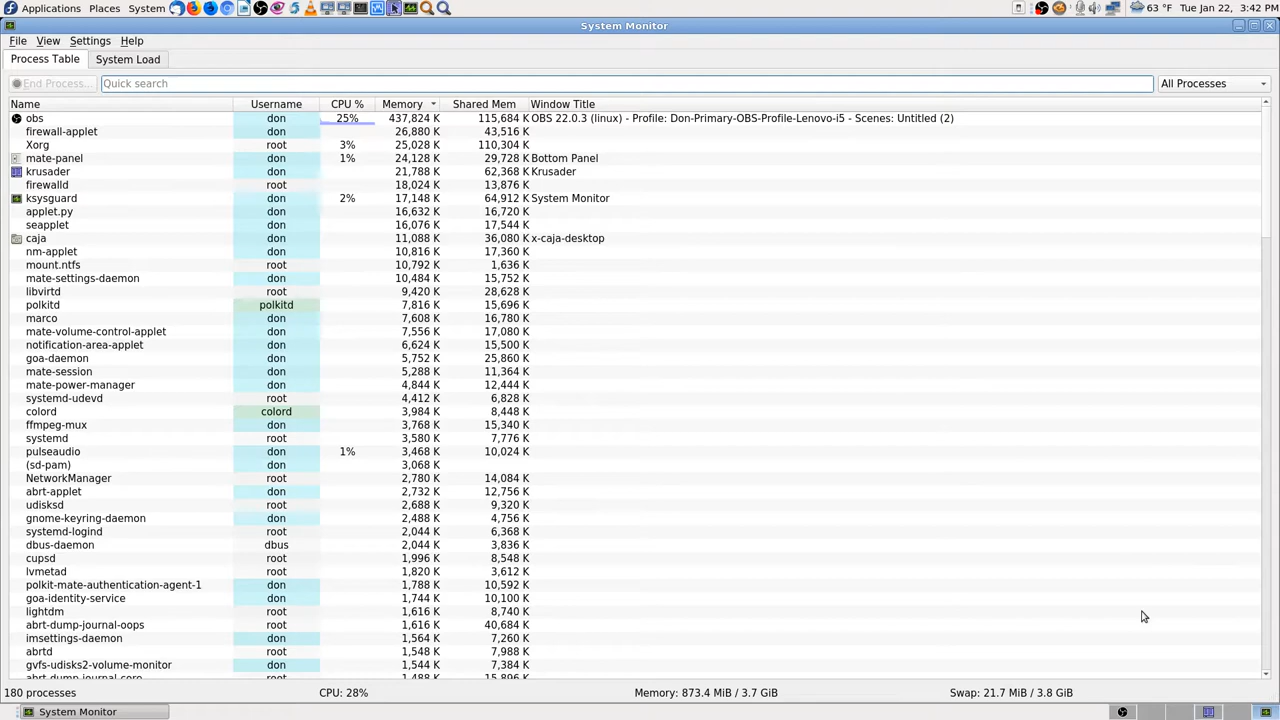 Applications Places System 63 °F Tue Jan 22, 3:42 PM
System Monitor
File View Settings Help
Process Table System Load
End Process... Quick search All Processes
Name Username CPU % Memory Shared Mem Window Title
obs don 25% 437,824 K 115,684 K OBS 22.0.3 (linux) - Profile: Don-Primary-OBS-Profile-Lenovo-i5 - Scenes: Untitled (2)
firewall-applet don 26,880 K 43,516 K
Xorg root 3% 25,028 K 110,304 K
mate-panel don 1% 24,128 K 29,728 K Bottom Panel
krusader don 21,788 K 62,368 K Krusader
firewalld root 18,024 K 13,876 K
ksysguard don 2% 17,148 K 64,912 K System Monitor
applet.py don 16,632 K 16,720 K
seapplet don 16,076 K 17,544 K
caja don 11,088 K 36,080 K x-caja-desktop
nm-applet don 10,816 K 17,360 K
mount.ntfs root 10,792 K 1,636 K
mate-settings-daemon don 10,484 K 15,752 K
libvirtd root 9,420 K 28,628 K
polkitd polkitd 7,816 K 15,696 K
marco don 7,608 K 16,780 K
mate-volume-control-applet don 7,556 K 17,080 K
notification-area-applet don 6,624 K 15,500 K
goa-daemon don 5,752 K 25,860 K
mate-session don 5,288 K 11,364 K
mate-power-manager don 4,844 K 12,444 K
systemd-udevd root 4,412 K 6,828 K
colord colord 3,984 K 8,448 K
ffmpeg-mux don 3,768 K 15,340 K
systemd root 3,580 K 7,776 K
pulseaudio don 1% 3,468 K 10,024 K
(sd-pam) don 3,068 K
NetworkManager root 2,780 K 14,084 K
abrt-applet don 2,732 K 12,756 K
udisksd root 2,688 K 9,320 K
gnome-keyring-daemon don 2,488 K 4,756 K
systemd-logind root 2,044 K 6,368 K
dbus-daemon dbus 2,044 K 3,836 K
cupsd root 1,996 K 8,548 K
lvmetad root 1,820 K 3,612 K
polkit-mate-authentication-agent-1 don 1,788 K 10,592 K
goa-identity-service don 1,744 K 10,100 K
lightdm root 1,616 K 8,740 K
abrt-dump-journal-oops root 1,616 K 40,684 K
imsettings-daemon don 1,564 K 7,260 K
abrtd root 1,548 K 7,988 K
gvfs-udisks2-volume-monitor don 1,544 K 7,384 K
abrt-dump-journal-core root 1,488 K 15,896 K
180 processes CPU: 28% Memory: 873.4 MiB / 3.7 GiB Swap: 21.7 MiB / 3.8 GiB
System Monitor